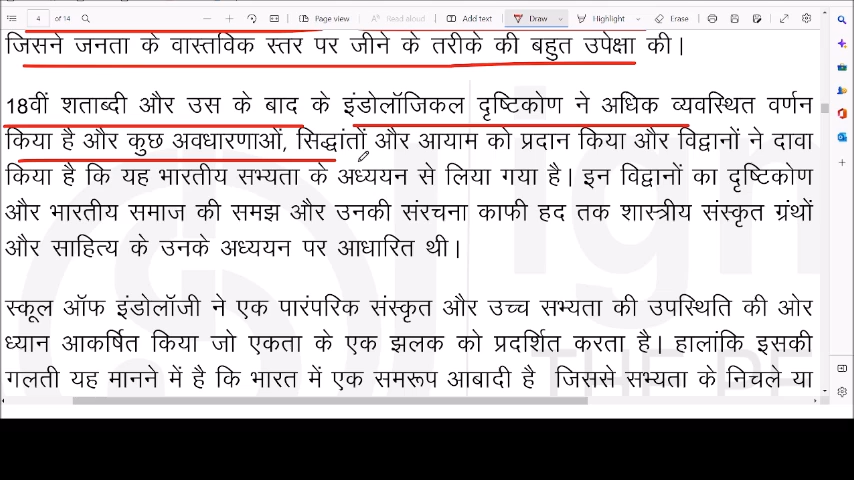 4 of 14 Page view Read aloud Add text Draw Highlight Erase
जिसने जनता के वास्तविक स्तर पर जीने के तरीके की बहुत उपेक्षा की।
18वीं शताब्दी और उस के बाद के इंडोलॉजिकल दृष्टिकोण ने अधिक व्यवस्थित वर्णन
किया है और कुछ अवधारणाओं, सिद्धांतों और आयाम को प्रदान किया और विद्वानों ने दावा
किया है कि यह भारतीय सभ्यता के अध्ययन से लिया गया है। इन विद्वानों का दृष्टिकोण
और भारतीय समाज की समझ और उनकी संरचना काफी हद तक शास्त्रीय संस्कृत ग्रंथों
और साहित्य के उनके अध्ययन पर आधारित थी।
स्कूल ऑफ इंडोलॉजी ने एक पारंपरिक संस्कृत और उच्च सभ्यता की उपस्थिति की ओर
ध्यान आकर्षित किया जो एकता के एक झलक को प्रदर्शित करता है। हालांकि इसकी
गलती यह मानने में है कि भारत में एक समरूप आबादी है जिससे सभ्यता के निचले या